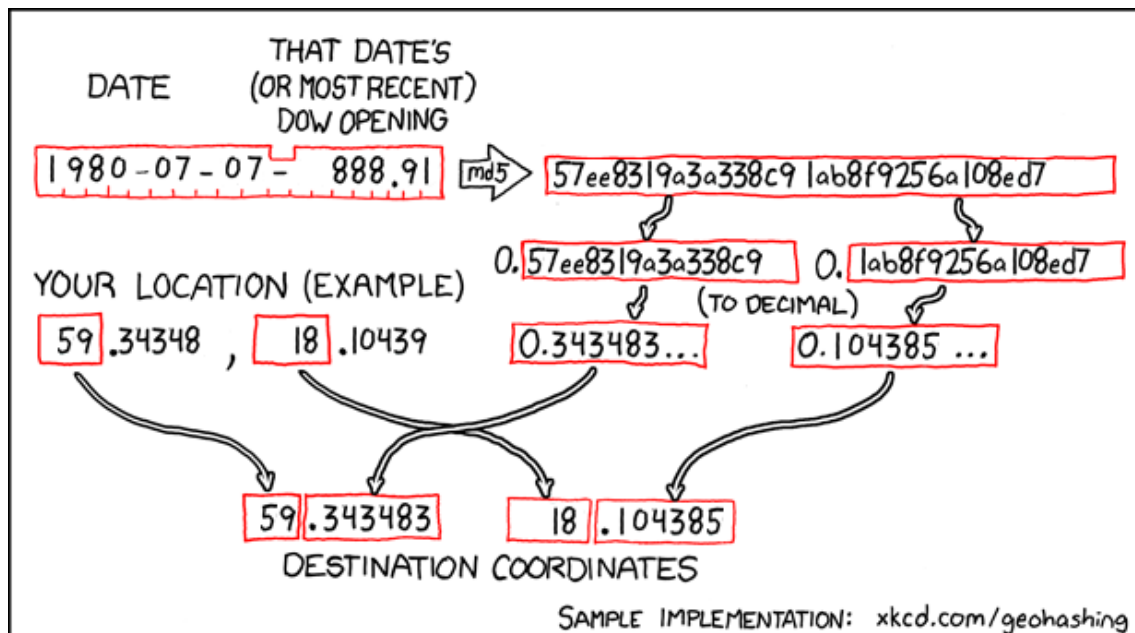 DATE
THAT DATE'S
(OR MOST RECENT)
DOW OPENING
1980-07-07- 888.91
md5
57ee8319a3a338c91ab8f9256a108ed7
0.57ee8319a3a338c9
0.1ab8f9256a108ed7
YOUR LOCATION (EXAMPLE)
(TO DECIMAL)
59.34348, 18.10439
0.343483...
0.104385 ...
59.343483
18.104385
DESTINATION COORDINATES
SAMPLE IMPLEMENTATION: xkcd.com/geohashing